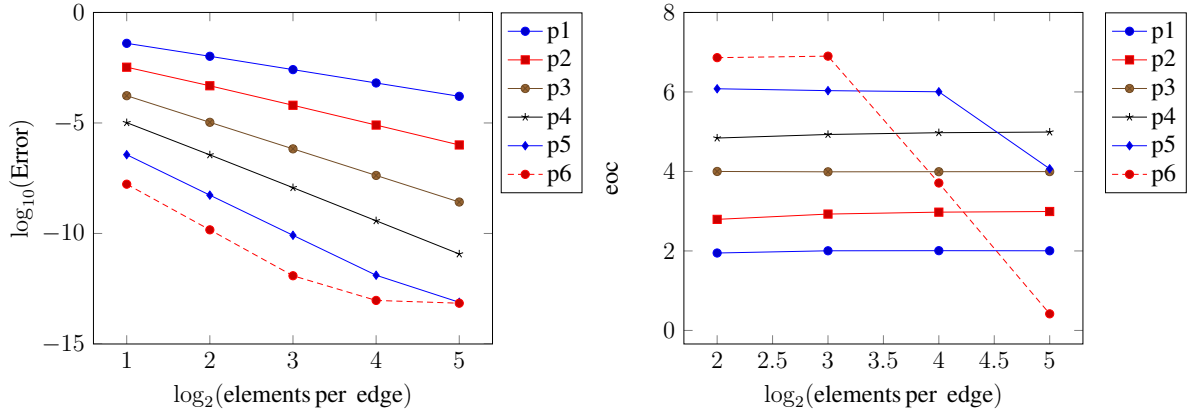 0
−5
−10
−15
1
2
3
4
5
log₁₀(Error)
log₂(elements per edge)
p1
p2
p3
p4
p5
p6
8
6
4
2
0
2
2.5
3
3.5
4
4.5
5
eoc
log₂(elements per edge)
p1
p2
p3
p4
p5
p6